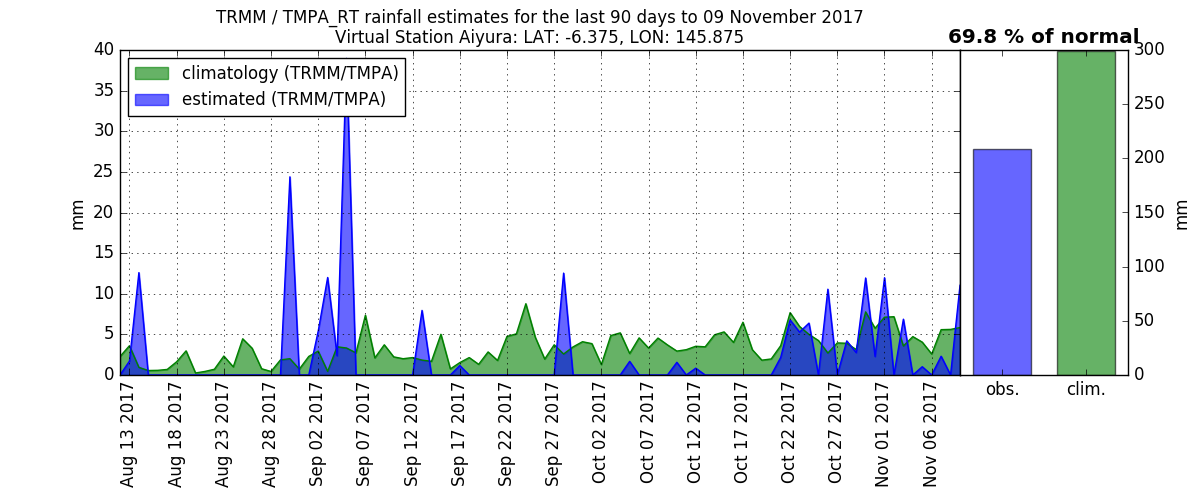 TRMM / TMPA_RT rainfall estimates for the last 90 days to 09 November 2017
Virtual Station Aiyura: LAT: -6.375, LON: 145.875
69.8 % of normal
climatology (TRMM/TMPA)
estimated (TRMM/TMPA)
40
35
30
25
20
15
10
5
0
mm
300
250
200
150
100
50
0
mm
Aug 13 2017
Aug 18 2017
Aug 23 2017
Aug 28 2017
Sep 02 2017
Sep 07 2017
Sep 12 2017
Sep 17 2017
Sep 22 2017
Sep 27 2017
Oct 02 2017
Oct 07 2017
Oct 12 2017
Oct 17 2017
Oct 22 2017
Oct 27 2017
Nov 01 2017
Nov 06 2017
obs.
clim.